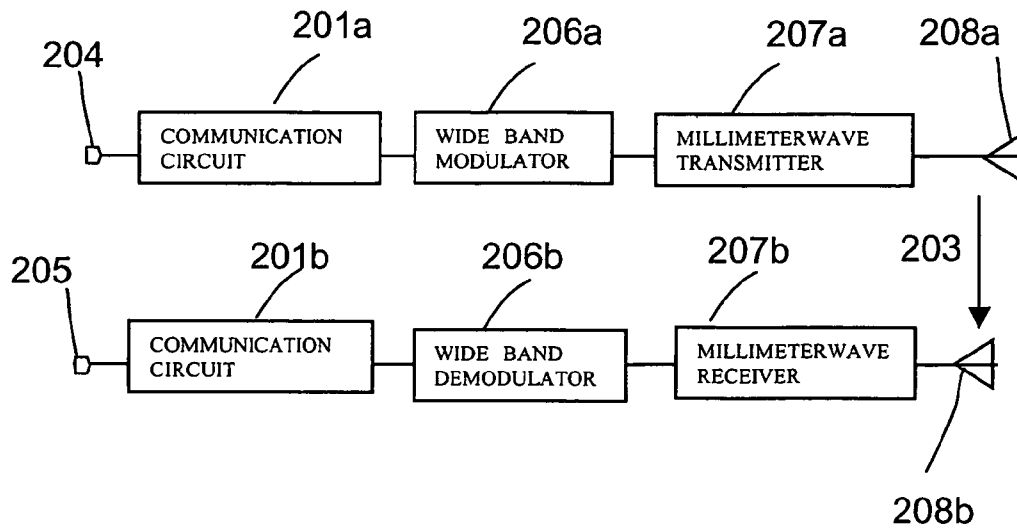 204
201a
206a
207a
208a
COMMUNICATION
CIRCUIT
WIDE BAND
MODULATOR
MILLIMETERWAVE
TRANSMITTER
205
201b
206b
207b
203
COMMUNICATION
CIRCUIT
WIDE BAND
DEMODULATOR
MILLIMETERWAVE
RECEIVER
208b